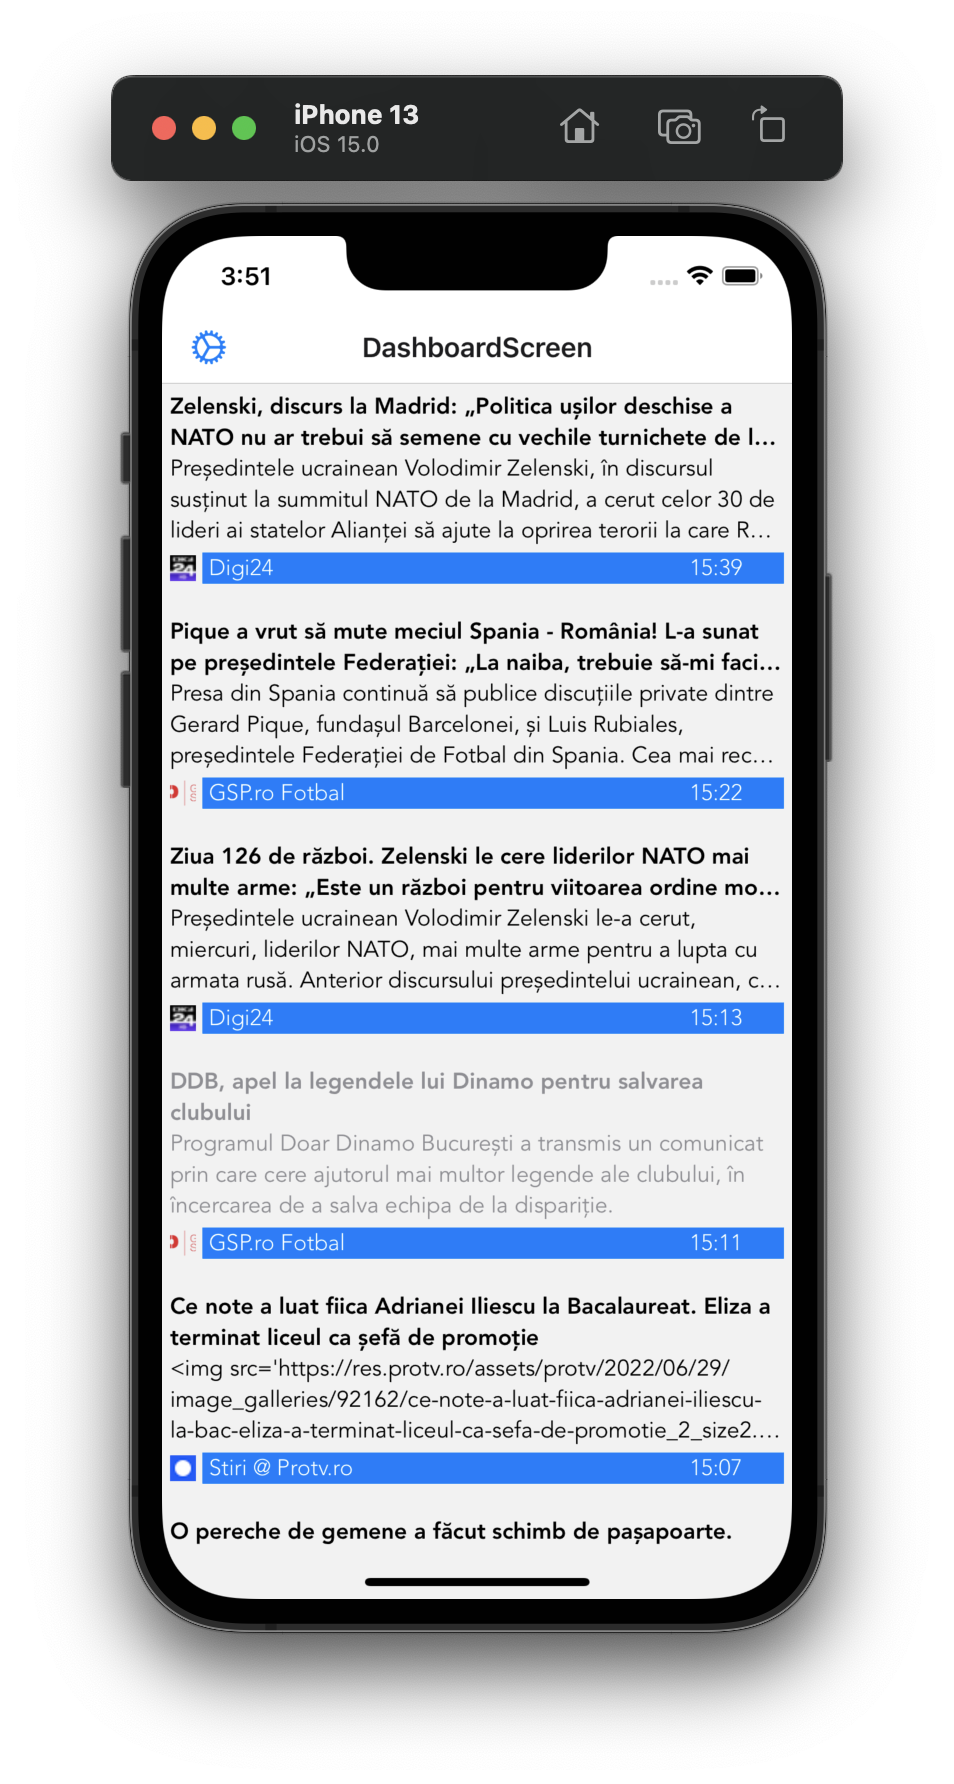 iPhone 13
iOS 15.0
3:51
DashboardScreen
Zelenski, discurs la Madrid: „Politica ușilor deschise a
NATO nu ar trebui să semene cu vechile turnichete de l...
Președintele ucrainean Volodimir Zelenski, în discursul
susținut la summitul NATO de la Madrid, a cerut celor 30 de
lideri ai statelor Alianței să ajute la oprirea terorii la care R...
24 Digi24 15:39
Pique a vrut să mute meciul Spania - România! L-a sunat
pe președintele Federației: „La naiba, trebuie să-mi faci...
Presa din Spania continuă să publice discuțiile private dintre
Gerard Pique, fundașul Barcelonei, și Luis Rubiales,
președintele Federației de Fotbal din Spania. Cea mai rec...
GSP.ro Fotbal 15:22
Ziua 126 de război. Zelenski le cere liderilor NATO mai
multe arme: „Este un război pentru viitoarea ordine mo...
Președintele ucrainean Volodimir Zelenski le-a cerut,
miercuri, liderilor NATO, mai multe arme pentru a lupta cu
armata rusă. Anterior discursului președintelui ucrainean, c...
24 Digi24 15:13
DDB, apel la legendele lui Dinamo pentru salvarea
clubului
Programul Doar Dinamo București a transmis un comunicat
prin care cere ajutorul mai multor legende ale clubului, în
încercarea de a salva echipa de la dispariție.
GSP.ro Fotbal 15:11
Ce note a luat fiica Adrianei Iliescu la Bacalaureat. Eliza a
terminat liceul ca șefă de promoție
<img src='https://res.protv.ro/assets/protv/2022/06/29/
image_galleries/92162/ce-note-a-luat-fiica-adrianei-iliescu-
la-bac-eliza-a-terminat-liceul-ca-sefa-de-promotie_2_size2....
Stiri @ Protv.ro 15:07
O pereche de gemene a făcut schimb de pașapoarte.